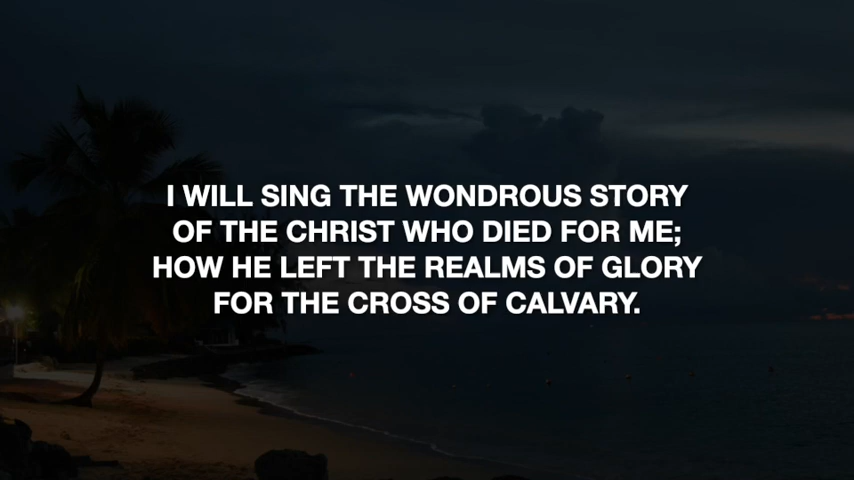 I WILL SING THE WONDROUS STORY
OF THE CHRIST WHO DIED FOR ME;
HOW HE LEFT THE REALMS OF GLORY
FOR THE CROSS OF CALVARY.